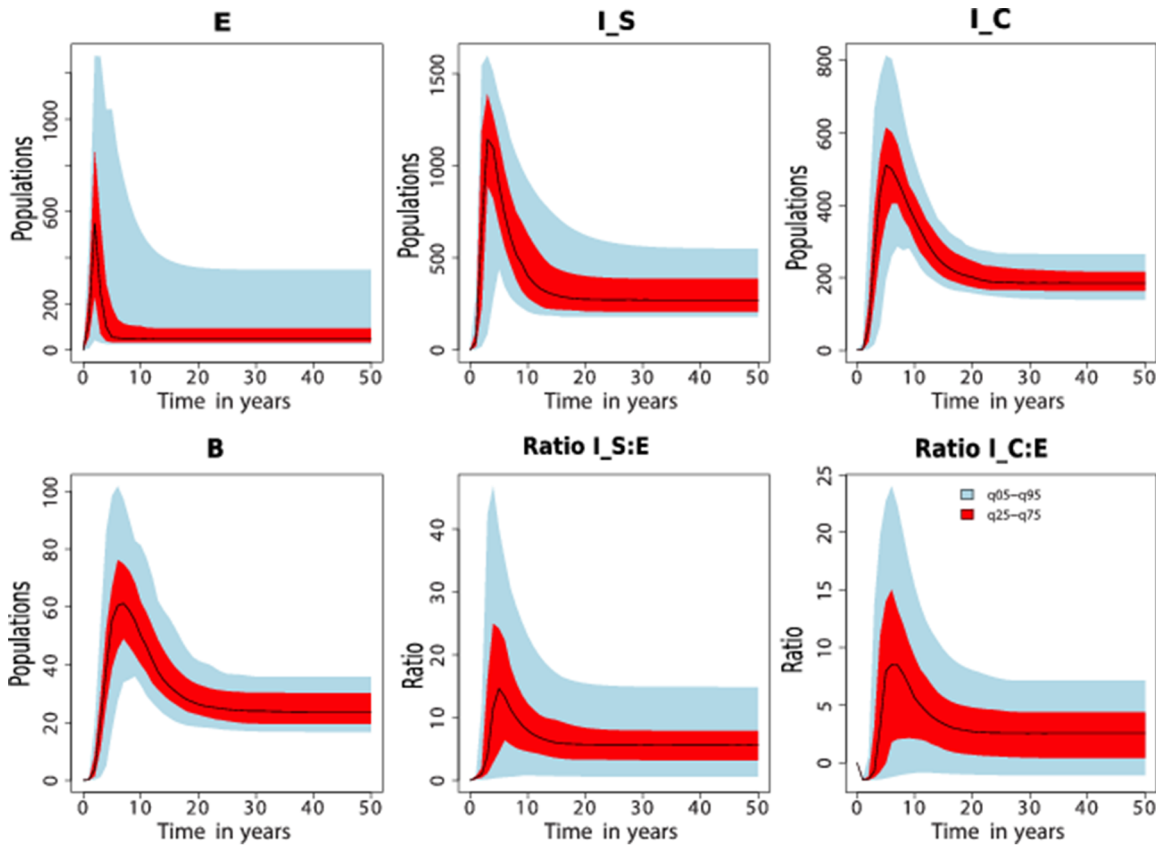 E
I_S
I_C
Populations
200
600
1000
0
0 10 20 30 40 50
Time in years
Populations
0
500
1000
1500
0 10 20 30 40 50
Time in years
Populations
0
200
400
600
800
0 10 20 30 40 50
Time in years
B
Ratio I_S:E
Ratio I_C:E
Populations
0
20
40
60
80
100
0 10 20 30 40 50
Time in years
Ratio
0
10
20
30
40
0 10 20 30 40 50
Time in years
Ratio
0
5
10
15
20
25
q05-q95
q25-q75
0 10 20 30 40 50
Time in years